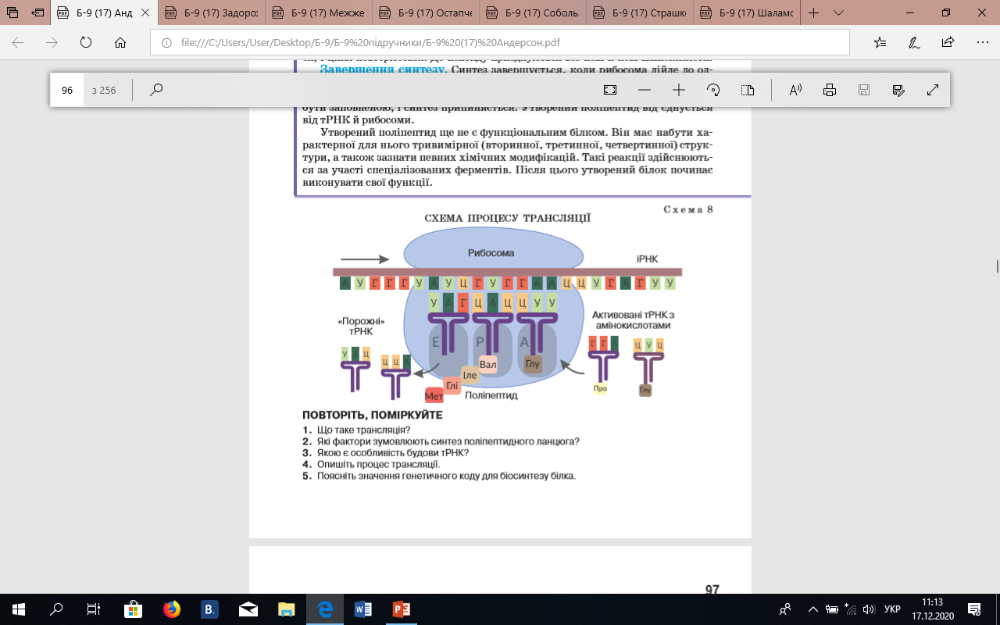 Б-9 (17) Анд
Б-9 (17) Задорож
Б-9 (17) Межже
Б-9 (17) Остапче
Б-9 (17) Соболь.
Б-9 (17) Страшко
Б-9 (17) Шаламо
file:///C:/Users/User/Desktop/Б-9/Б-9%20підручники/Б-9%20(17)%20Андерсон.pdf
Завершення синтезу. Синтез завершується, коли рибосома дійде до од-
96 з 256
бути заповненою, і синтез припиняється. Утворений поліпептид від'єднується
від тРНК й рибосоми.
Утворений поліпептид ще не є функціональним білком. Він має набути ха-
рактерної для нього тривимірної (вторинної, третинної, четвертинної) струк-
тури, а також зазнати певних хімічних модифікацій. Такі реакції здійснюють-
ся за участі спеціалізованих ферментів. Після цього утворений білок починає
виконувати свої функції.
Схема 8
СХЕМА ПРОЦЕСУ ТРАНСЛЯЦІЇ
Рибосома
іРНК
А У Г Г Г У А У Ц Г У Г Г А А Ц Ц У Г А Г У У
У А Г Ц А Ц Ц У У
«Порожні»
тРНК
Активовані тРНК з
амінокислотами
Е Р А
У А Ц
Ц Ц А
Г Г А
Ц У Ц
Вал
Глу
Іле
Глі
Мет
Поліпептид
Про
Глу
ПОВТОРІТЬ, ПОМІРКУЙТЕ
1. Що таке трансляція?
2. Які фактори зумовлюють синтез поліпептидного ланцюга?
3. Якою є особливість будови тРНК?
4. Опишіть процес трансляції.
5. Поясніть значення генетичного коду для біосинтезу білка.
97
B.
УКР
11:13
17.12.2020